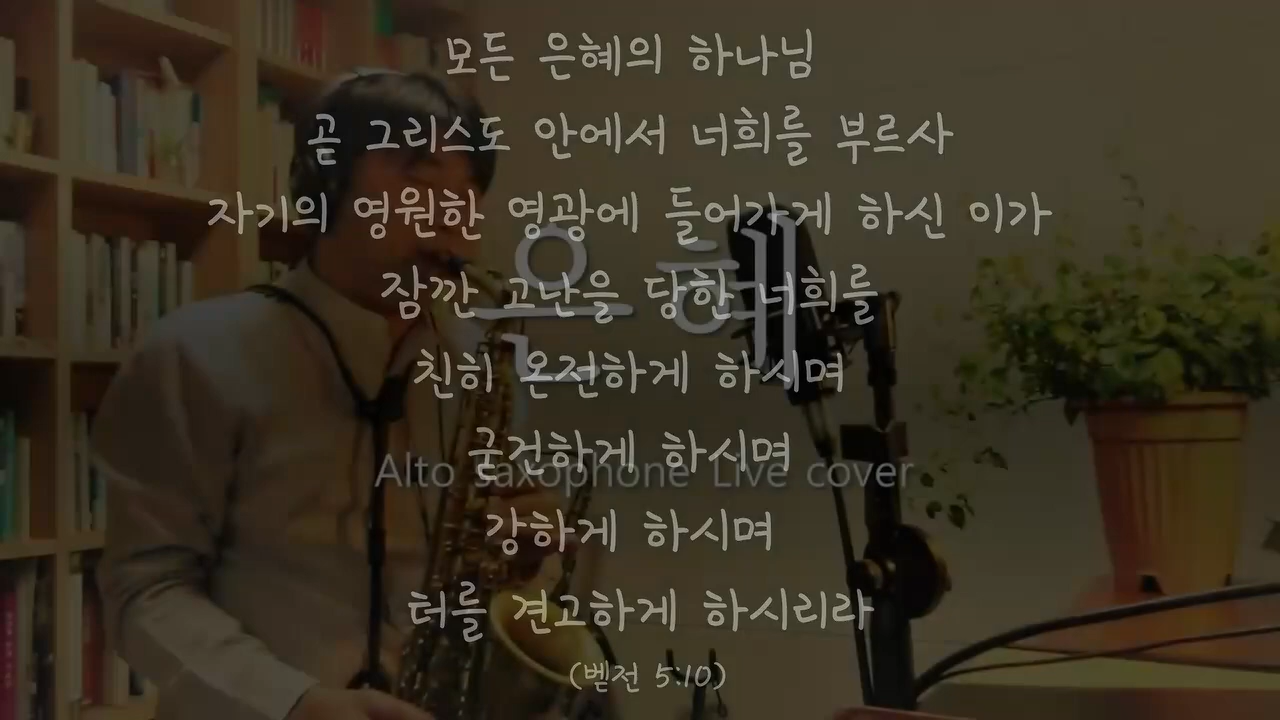 모든 은혜의 하나님
곧 그리스도 안에서 너희를 부르사
자기의 영원한 영광에 들어가게 하신 이가
은혜
잠깐 고난을 당한 너희를
친히 온전하게 하시며
굳건하게 하시며
Alto Saxophone Live cover
강하게 하시며
터를 견고하게 하시리라
(벧전 5:10)